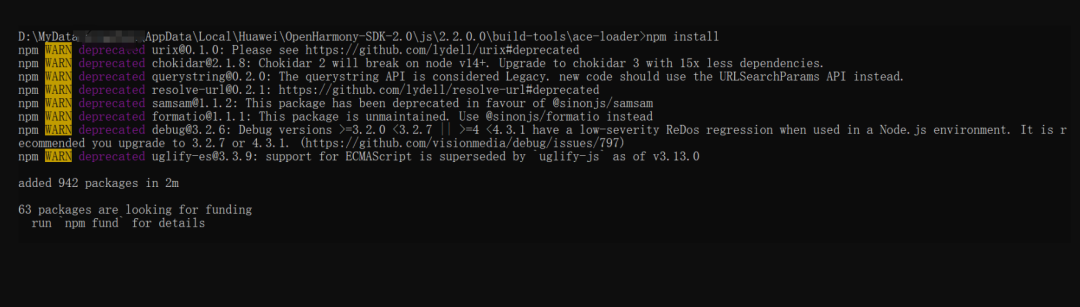 D:\MyData AppData\Local\Huawei\OpenHarmony-SDK-2.0\js\2.2.0.0\build-tools\ace-loader>npm install
npm WARN deprecated urix@0.1.0: Please see https://github.com/lydell/urix#deprecated
npm WARN deprecated chokidar@2.1.8: Chokidar 2 will break on node v14+. Upgrade to chokidar 3 with 15x less dependencies.
npm WARN deprecated querystring@0.2.0: The querystring API is considered Legacy. new code should use the URLSearchParams API instead.
npm WARN deprecated resolve-url@0.2.1: https://github.com/lydell/resolve-url#deprecated
npm WARN deprecated samsam@1.1.2: This package has been deprecated in favour of @sinonjs/samsam
npm WARN deprecated formatio@1.1.1: This package is unmaintained. Use @sinonjs/formatio instead
npm WARN deprecated debug@3.2.6: Debug versions >=3.2.0 <3.2.7 || >=4 <4.3.1 have a low-severity ReDos regression when used in a Node.js environment. It is r
ecommended you upgrade to 3.2.7 or 4.3.1. (https://github.com/visionmedia/debug/issues/797)
npm WARN deprecated uglify-es@3.3.9: support for ECMAScript is superseded by `uglify-js` as of v3.13.0
added 942 packages in 2m
63 packages are looking for funding
run `npm fund` for details